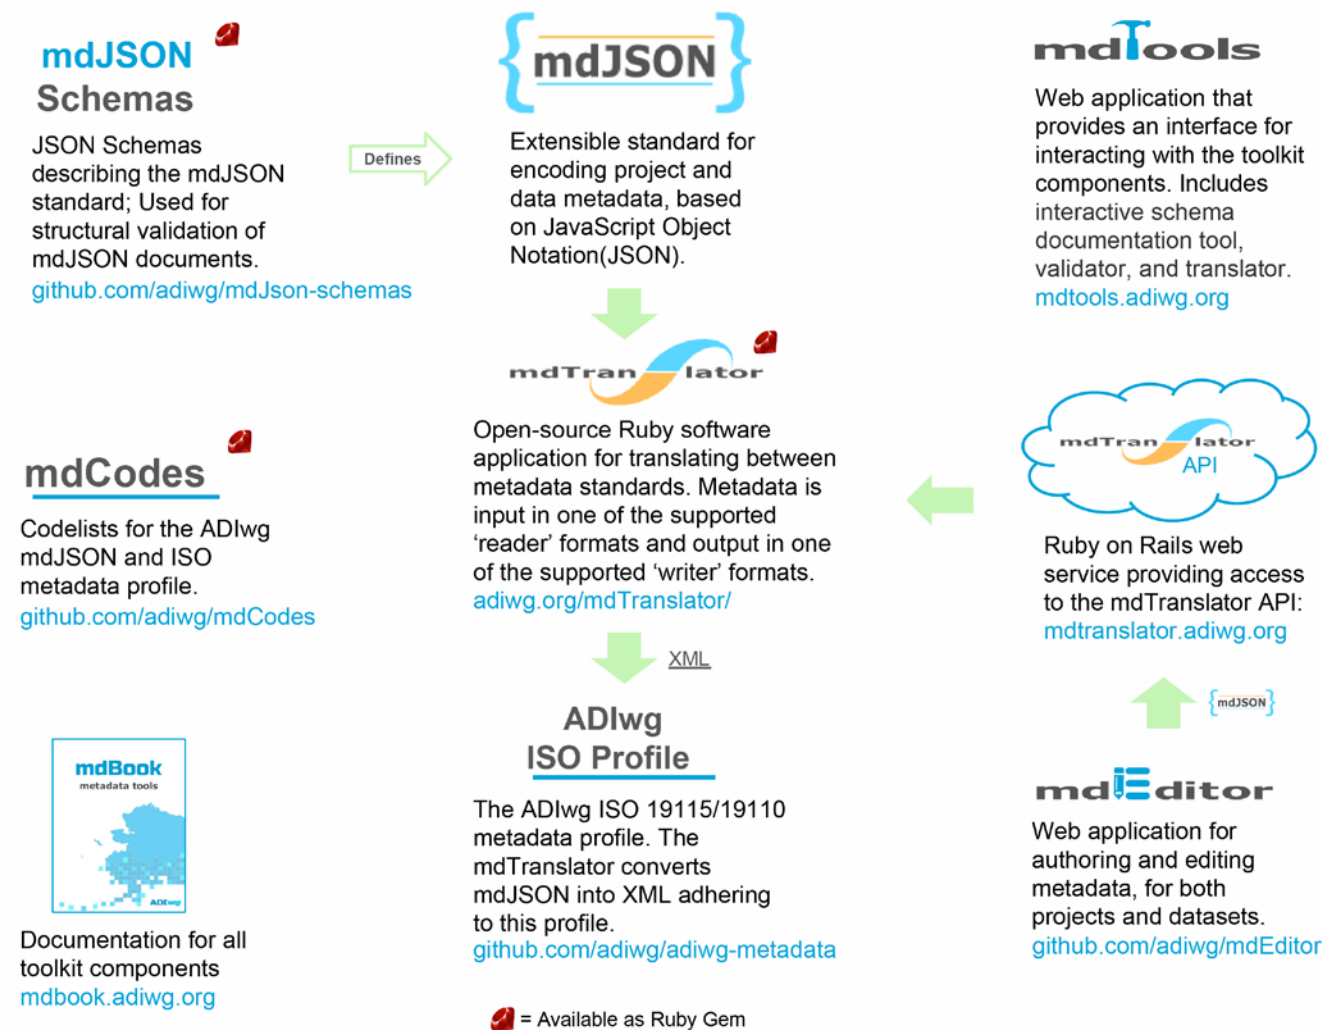 mdJSON
Schemas
JSON Schemas
describing the mdJSON
standard; Used for
structural validation of
mdJSON documents.
github.com/adiwg/mdJson-schemas
Defines
{mdJSON}
Extensible standard for
encoding project and
data metadata, based
on JavaScript Object
Notation(JSON).
mdTools
Web application that
provides an interface for
interacting with the toolkit
components. Includes
interactive schema
documentation tool,
validator, and translator.
mdtools.adiwg.org
mdTranslator
Open-source Ruby software
application for translating between
metadata standards. Metadata is
input in one of the supported
‘reader’ formats and output in one
of the supported ‘writer’ formats.
adiwg.org/mdTranslator/
mdTranslator
API
Ruby on Rails web
service providing access
to the mdTranslator API:
mdtranslator.adiwg.org
mdCodes
Codelists for the ADIwg
mdJSON and ISO
metadata profile.
github.com/adiwg/mdCodes
XML
ADIwg
ISO Profile
The ADIwg ISO 19115/19110
metadata profile. The
mdTranslator converts
mdJSON into XML adhering
to this profile.
github.com/adiwg/adiwg-metadata
{mdJSON}
mdEditor
Web application for
authoring and editing
metadata, for both
projects and datasets.
github.com/adiwg/mdEditor
mdBook
metadata tools
ADIwg
Documentation for all
toolkit components
mdbook.adiwg.org
= Available as Ruby Gem